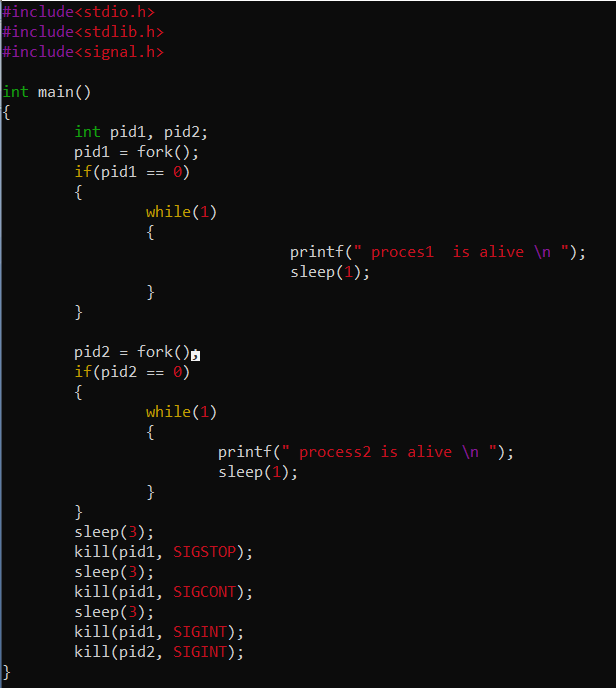 #include<stdio.h>
#include<stdlib.h>
#include<signal.h>
int main()
{
int pid1, pid2;
pid1 = fork();
if(pid1 == 0)
{
while(1)
{
printf(" proces1  is alive \n ");
sleep(1);
}
}
pid2 = fork();
if(pid2 == 0)
{
while(1)
{
printf(" process2 is alive \n ");
sleep(1);
}
}
sleep(3);
kill(pid1, SIGSTOP);
sleep(3);
kill(pid1, SIGCONT);
sleep(3);
kill(pid1, SIGINT);
kill(pid2, SIGINT);
}